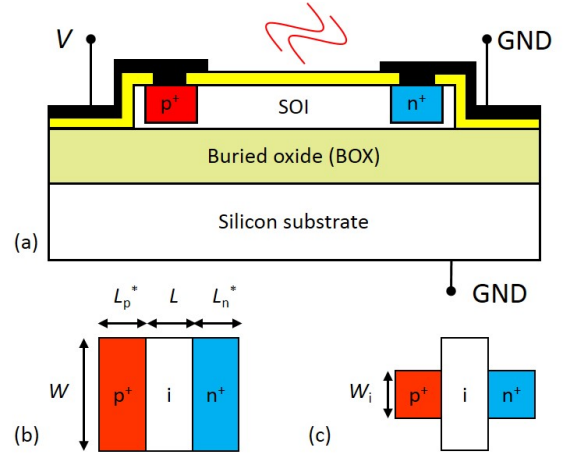 V
GND
p+
SOI
n+
Buried oxide (BOX)
Silicon substrate
(a)
GND
Lp* L Ln*
W
p+ i n+
(b)
Wi
p+ i n+
(c)